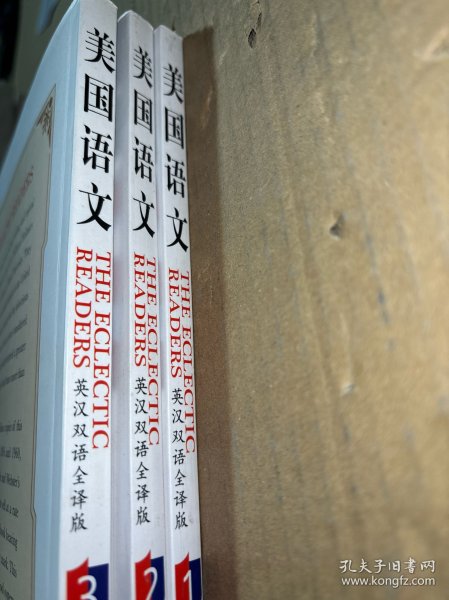 美国语文
THE ECLECTIC
READERS
英汉双语全译版
3
美国语文
THE ECLECTIC
READERS
英汉双语全译版
2
美国语文
THE ECLECTIC
READERS
英汉双语全译版
1
孔夫子旧书网
www.kongfz.com